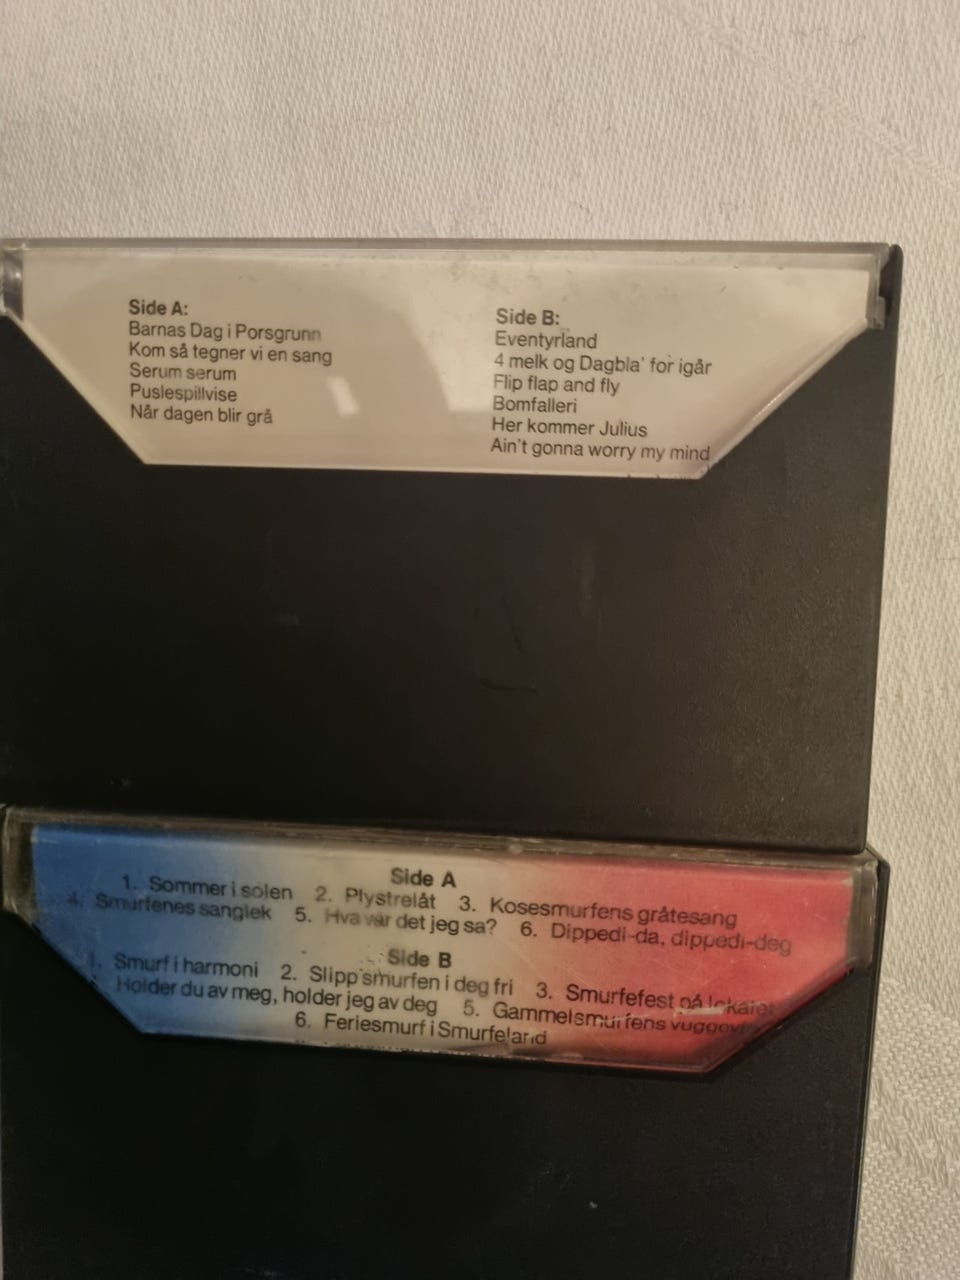 Side A:
Barnas Dag i Porsgrunn
Kom så tegner vi en sang
Serum serum
Puslespillvise
Når dagen blir grå
Side B:
Eventyrland
4 melk og Dagbla' for igår
Flip flap and fly
Bomfalleri
Her kommer Julius
Ain't gonna worry my mind
Side A
1. Sommer i solen 2. Plystrelåt 3. Kosesmurfens gråtesang
4. Smurfenes sanglek 5. Hva var det jeg sa? 6. Dippedi-da, dippedi-deg
Side B
1. Smurf i harmoni 2. Slipp smurfen i deg fri 3. Smurfefest på
Holder du av meg, holder jeg av deg 5. Gammelsmurfens
6. Feriesmurf i Smurfeland